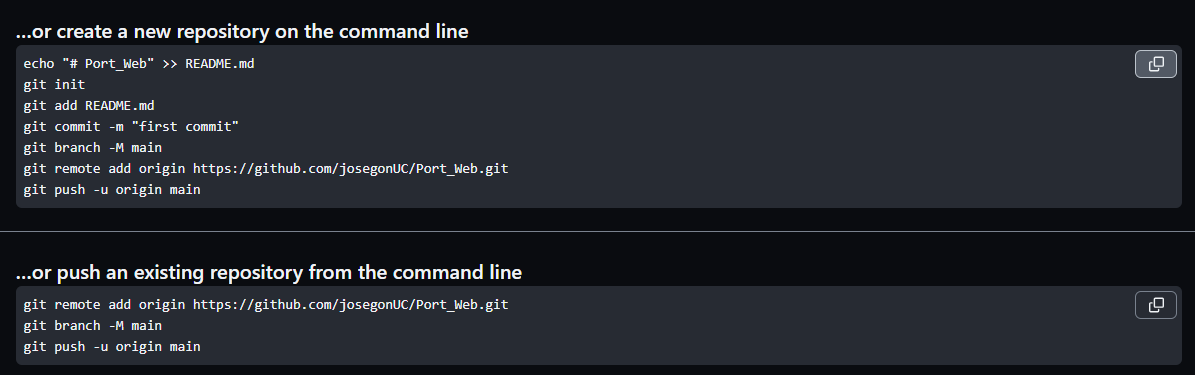 ...or create a new repository on the command line
echo "# Port_Web" >> README.md
git init
git add README.md
git commit -m "first commit"
git branch -M main
git remote add origin https://github.com/josegonUC/Port_Web.git
git push -u origin main
...or push an existing repository from the command line
git remote add origin https://github.com/josegonUC/Port_Web.git
git branch -M main
git push -u origin main